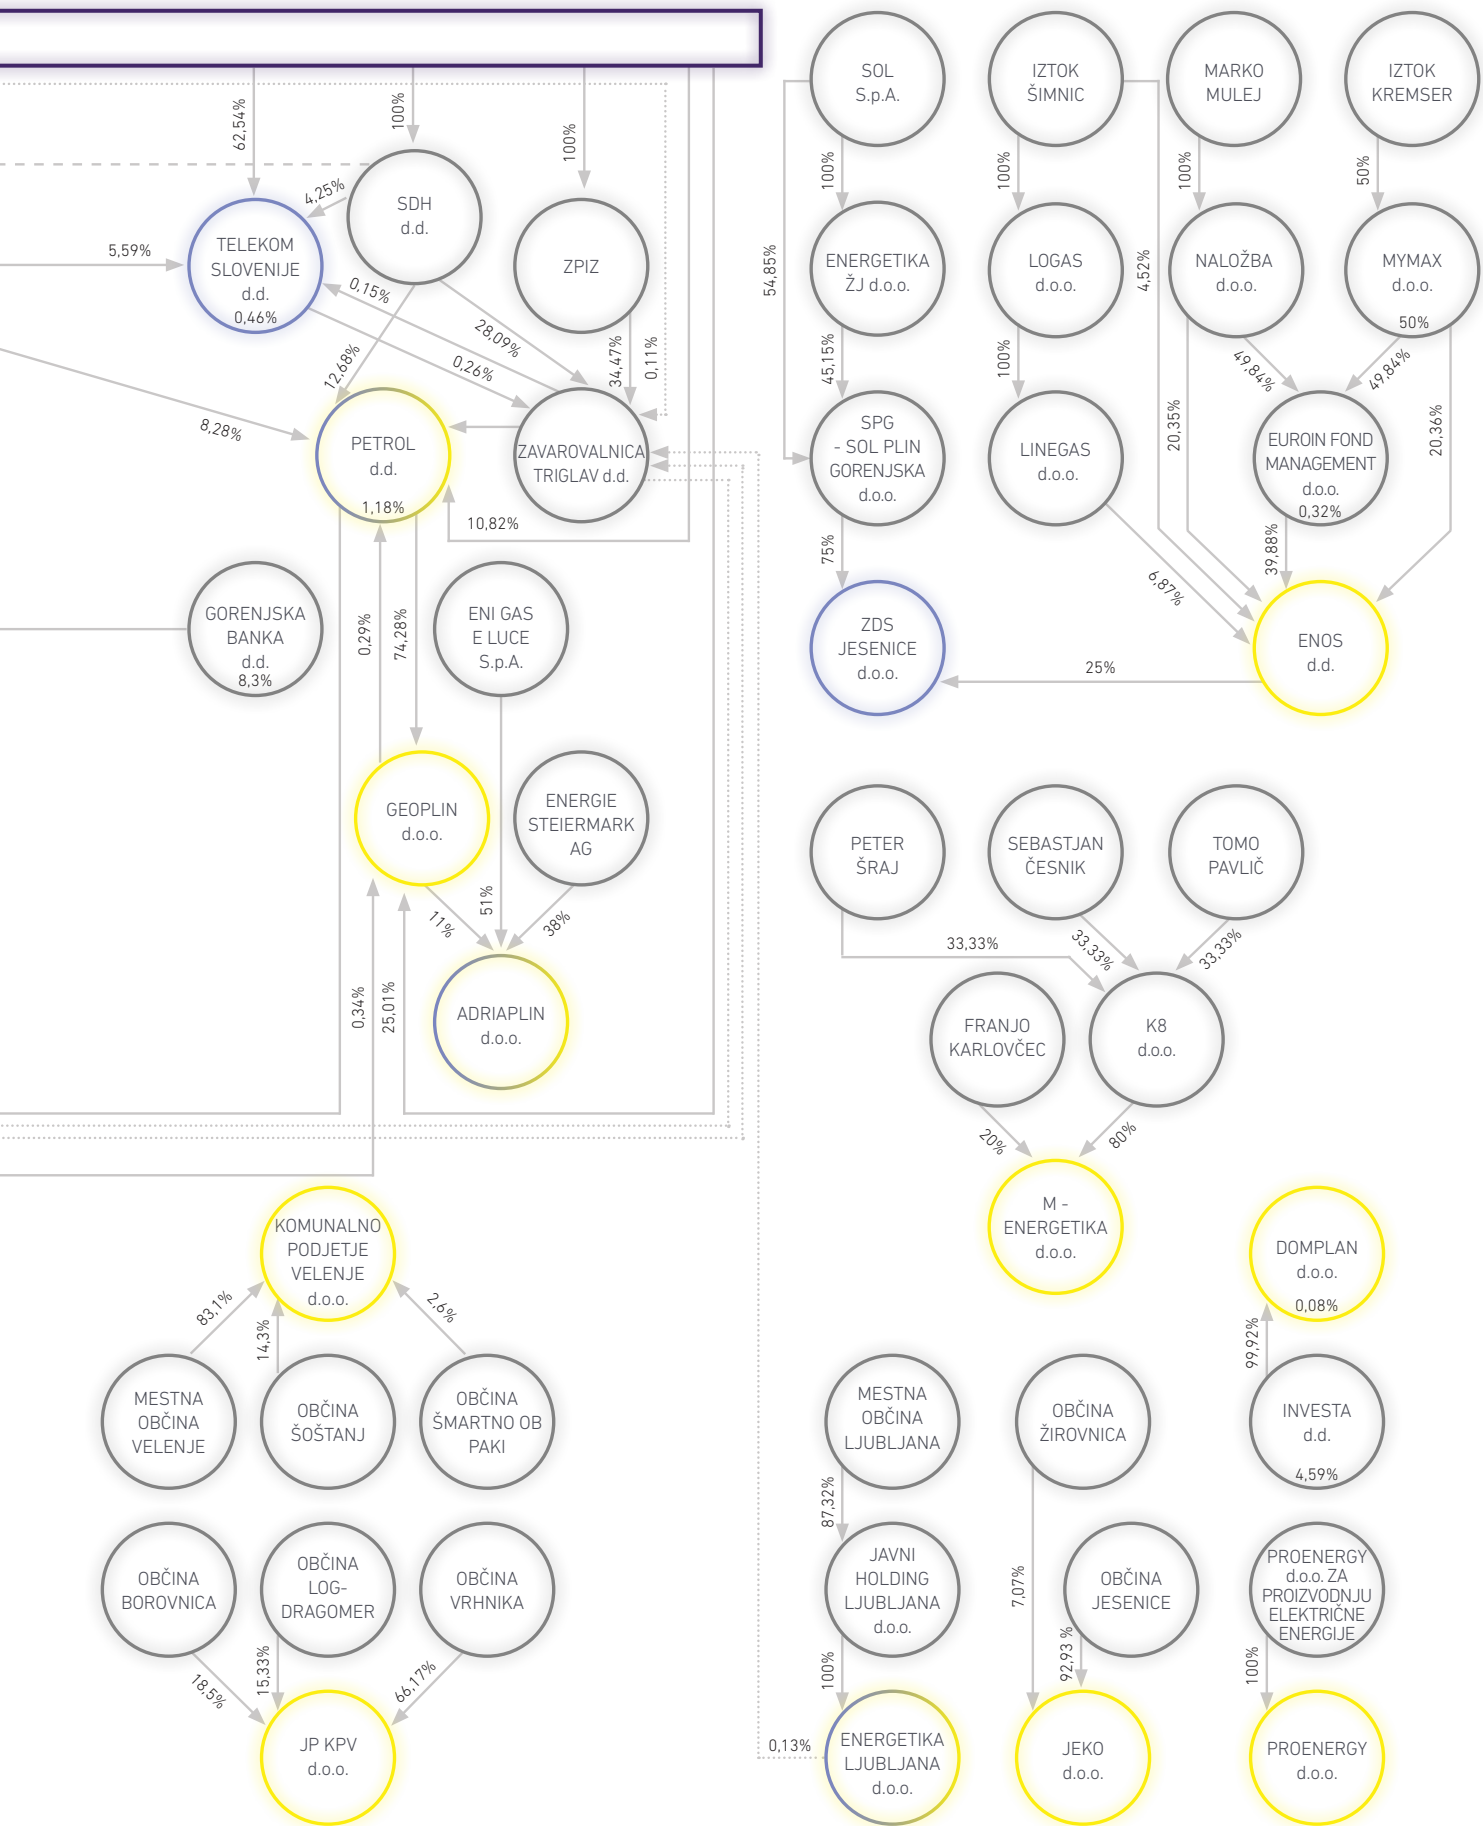 SOL
S.p.A.
IZTOK
ŠIMNIC
MARKO
MULEJ
IZTOK
KREMSER
62,54%
100%
100%
100%
100%
100%
50%
4,25%
SDH
d.d.
5,59%
TELEKOM
SLOVENIJE
d.d.
0,46%
ZPIZ
54,85%
ENERGETIKA
ŽJ d.o.o.
LOGAS
d.o.o.
4,52%
NALOŽBA
d.o.o.
MYMAX
d.o.o.
50%
0,15%
28,09%
12,68%
0,26%
34,47%
0,11%
45,15%
100%
49,84%
49,84%
8,28%
PETROL
d.d.
1,18%
ZAVAROVALNICA
TRIGLAV d.d.
10,82%
SPG
- SOL PLIN
GORENJSKA
d.o.o.
LINEGAS
d.o.o.
20,35%
EUROIN FOND
MANAGEMENT
d.o.o.
0,32%
20,36%
75%
39,88%
6,87%
GORENJSKA
BANKA
d.d.
8,3%
0,29%
74,28%
ENI GAS
E LUCE
S.p.A.
ZDS
JESENICE
d.o.o.
25%
ENOS
d.d.
GEOPLIN
d.o.o.
ENERGIE
STEIERMARK
AG
PETER
ŠRAJ
SEBASTJAN
ČESNIK
TOMO
PAVLIČ
11%
51%
38%
33,33%
33,33%
33,33%
0,34%
25,01%
ADRIAPLIN
d.o.o.
FRANJO
KARLOVČEC
K8
d.o.o.
20%
80%
M -
ENERGETIKA
d.o.o.
KOMUNALNO
PODJETJE
VELENJE
d.o.o.
DOMPLAN
d.o.o.
0,08%
83,1%
14,3%
2,6%
99,92%
MESTNA
OBČINA
VELENJE
OBČINA
ŠOŠTANJ
OBČINA
ŠMARTNO OB
PAKI
MESTNA
OBČINA
LJUBLJANA
OBČINA
ŽIROVNICA
INVESTA
d.d.
4,59%
87,32%
OBČINA
BOROVNICA
OBČINA
LOG-
DRAGOMER
OBČINA
VRHNIKA
JAVNI
HOLDING
LJUBLJANA
d.o.o.
7,07%
OBČINA
JESENICE
PROENERGY
d.o.o. ZA
PROIZVODNJU
ELEKTRIČNE
ENERGIJE
18,5%
15,33%
66,17%
100%
92,93 %
100%
JP KPV
d.o.o.
0,13%
ENERGETIKA
LJUBLJANA
d.o.o.
JEKO
d.o.o.
PROENERGY
d.o.o.